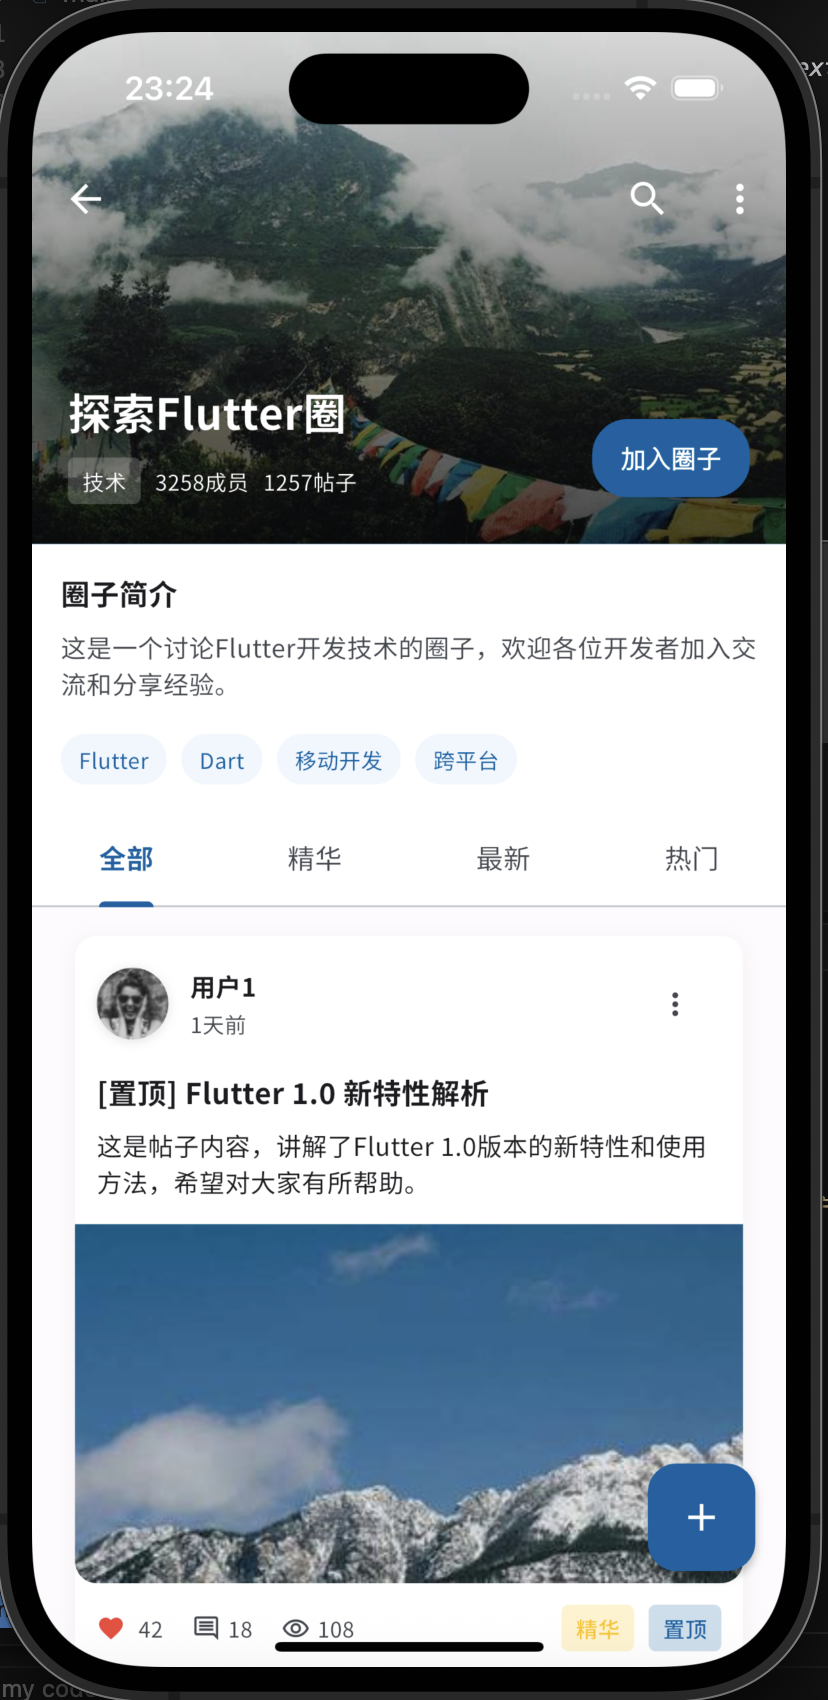 23:24
探索Flutter圈
加入圈子
技术 3258成员 1257帖子
圈子简介
这是一个讨论Flutter开发技术的圈子，欢迎各位开发者加入交
流和分享经验。
Flutter Dart 移动开发 跨平台
全部 精华 最新 热门
用户1
1天前
[置顶] Flutter 1.0 新特性解析
这是帖子内容，讲解了Flutter 1.0版本的新特性和使用
方法，希望对大家有所帮助。
42 18 108 精华 置顶
my cod